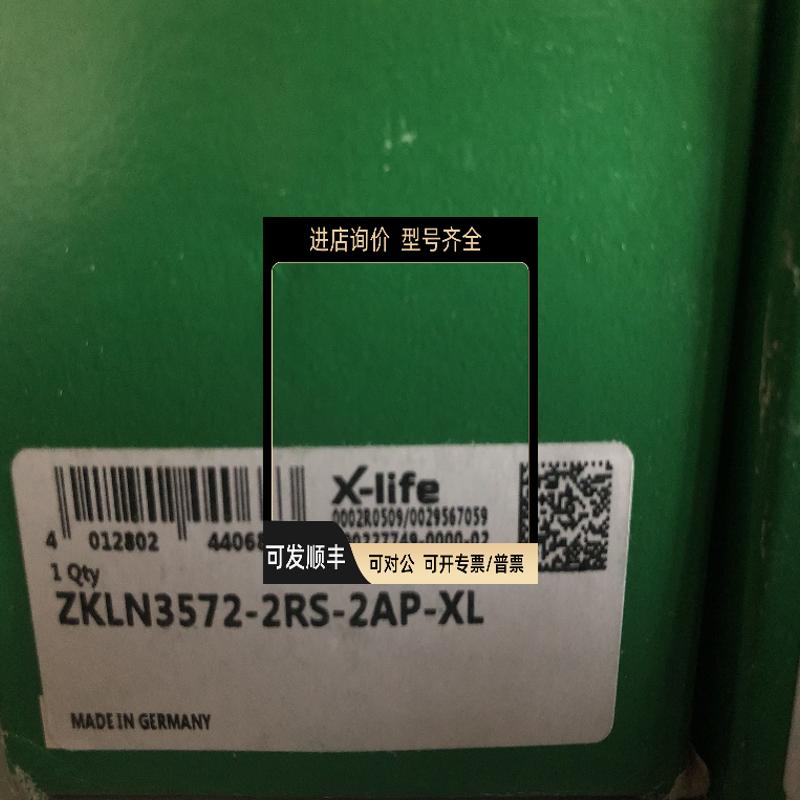 进店询价 型号齐全
X-life
0002R0509/0029567059
4 012802
1 Qty
可发顺丰
可对公 可开专票/普票
ZKLN3572-2RS-2AP-XL
MADE IN GERMANY